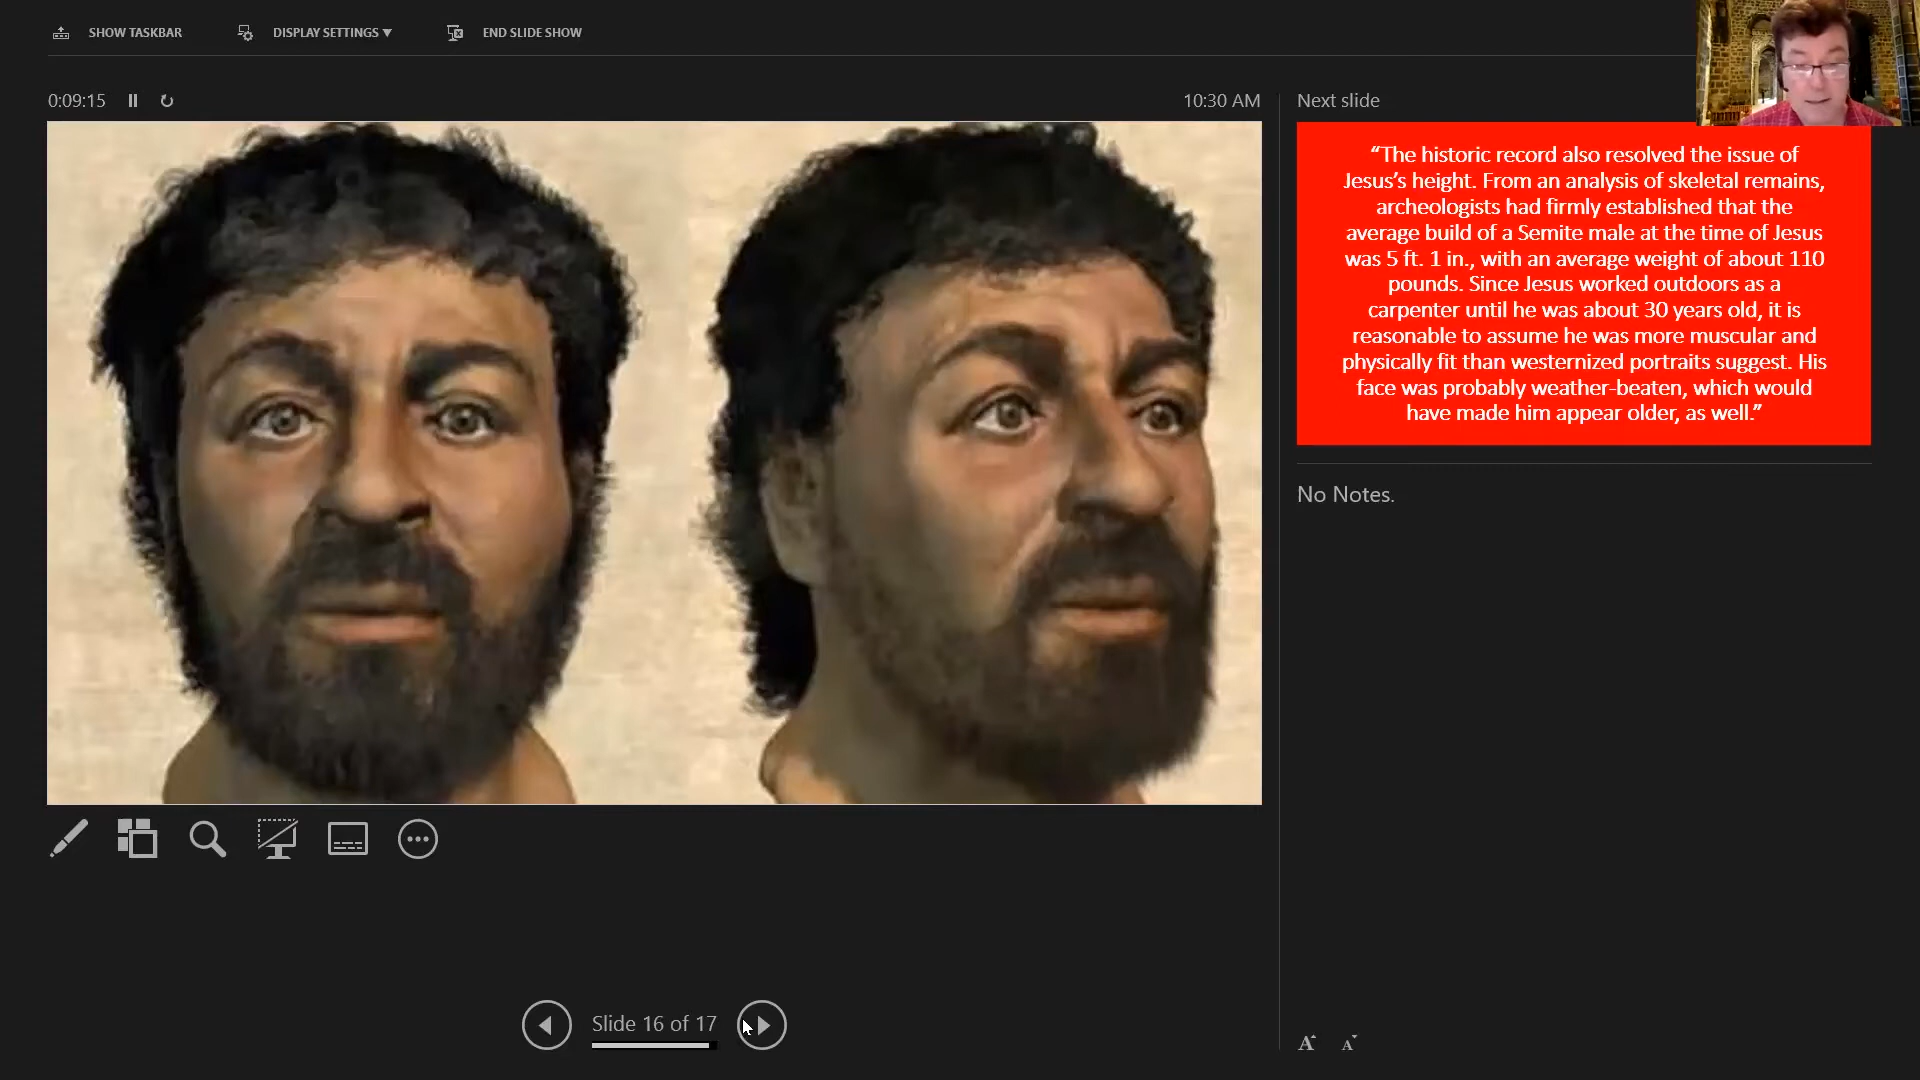 SHOW TASKBAR
DISPLAY SETTINGS ▼
END SLIDE SHOW
0:09:15
10:30 AM
Next slide
“The historic record also resolved the issue of
Jesus’s height. From an analysis of skeletal remains,
archeologists had firmly established that the
average build of a Semite male at the time of Jesus
was 5 ft. 1 in., with an average weight of about 110
pounds. Since Jesus worked outdoors as a
carpenter until he was about 30 years old, it is
reasonable to assume he was more muscular and
physically fit than westernized portraits suggest. His
face was probably weather-beaten, which would
have made him appear older, as well.”
No Notes.
Slide 16 of 17
A A